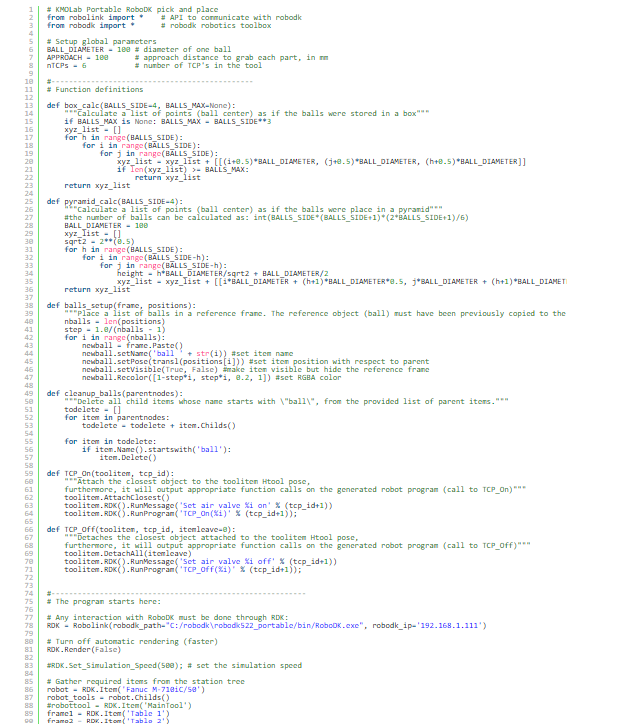 1 # KMOLab Portable RoboDK pick and place
2 from robolink import *    # API to communicate with robodk
3 from robodk import *      # robodk robotics toolbox
4
5 # Setup global parameters
6 BALL_DIAMETER = 100 # diameter of one ball
7 APPROACH = 100      # approach distance to grab each part, in mm
8 nTCPs = 6           # number of TCP's in the tool
9
10 #----------------------------------------------
11 # Function definitions
12
13 def box_calc(BALLS_SIDE=4, BALLS_MAX=None):
14     """Calculate a list of points (ball center) as if the balls were stored in a box"""
15     if BALLS_MAX is None: BALLS_MAX = BALLS_SIDE**3
16     xyz_list = []
17     for h in range(BALLS_SIDE):
18         for i in range(BALLS_SIDE):
19             for j in range(BALLS_SIDE):
20                 xyz_list = xyz_list + [[(i+0.5)*BALL_DIAMETER, (j+0.5)*BALL_DIAMETER, (h+0.5)*BALL_DIAMETER]]
21                 if len(xyz_list) >= BALLS_MAX:
22                     return xyz_list
23     return xyz_list
24
25 def pyramid_calc(BALLS_SIDE=4):
26     """Calculate a list of points (ball center) as if the balls were place in a pyramid"""
27     #the number of balls can be calculated as: int(BALLS_SIDE*(BALLS_SIDE+1)*(2*BALLS_SIDE+1)/6)
28     BALL_DIAMETER = 100
29     xyz_list = []
30     sqrt2 = 2**(0.5)
31     for h in range(BALLS_SIDE):
32         for i in range(BALLS_SIDE-h):
33             for j in range(BALLS_SIDE-h):
34                 height = h*BALL_DIAMETER/sqrt2 + BALL_DIAMETER/2
35                 xyz_list = xyz_list + [[i*BALL_DIAMETER + (h+1)*BALL_DIAMETER*0.5, j*BALL_DIAMETER + (h+1)*BALL_DIAMET
36     return xyz_list
37
38 def balls_setup(frame, positions):
39     """Place a list of balls in a reference frame. The reference object (ball) must have been previously copied to the
40     nballs = len(positions)
41     step = 1.0/(nballs - 1)
42     for i in range(nballs):
43         newball = frame.Paste()
44         newball.setName('ball ' + str(i)) #set item name
45         newball.setPose(transl(positions[i])) #set item position with respect to parent
46         newball.setVisible(True, False) #make item visible but hide the reference frame
47         newball.Recolor([1-step*i, step*i, 0.2, 1]) #set RGBA color
48
49 def cleanup_balls(parentnodes):
50     """Delete all child items whose name starts with \"ball\", from the provided list of parent items."""
51     todelete = []
52     for item in parentnodes:
53         todelete = todelete + item.Childs()
54
55     for item in todelete:
56         if item.Name().startswith('ball'):
57             item.Delete()
58
59 def TCP_On(toolitem, tcp_id):
60     """Attach the closest object to the toolitem Htool pose,
61     furthermore, it will output appropriate function calls on the generated robot program (call to TCP_On)"""
62     toolitem.AttachClosest()
63     toolitem.RDK().RunMessage('Set air valve %i on' % (tcp_id+1))
64     toolitem.RDK().RunProgram('TCP_On(%i)' % (tcp_id+1));
65
66 def TCP_Off(toolitem, tcp_id, itemleave=0):
67     """Detaches the closest object attached to the toolitem Htool pose,
68     furthermore, it will output appropriate function calls on the generated robot program (call to TCP_Off)"""
69     toolitem.DetachAll(itemleave)
70     toolitem.RDK().RunMessage('Set air valve %i off' % (tcp_id+1))
71     toolitem.RDK().RunProgram('TCP_Off(%i)' % (tcp_id+1));
72
73
74 #----------------------------------------------------------
75 # The program starts here:
76
77 # Any interaction with RoboDK must be done through RDK:
78 RDK = Robolink(robodk_path="C:/robodk\robodk522_portable/bin/RoboDK.exe", robodk_ip='192.168.1.111')
79
80 # Turn off automatic rendering (faster)
81 RDK.Render(False)
82
83 #RDK.Set_Simulation_Speed(500); # set the simulation speed
84
85 # Gather required items from the station tree
86 robot = RDK.Item('Fanuc M-710iC/50')
87 robot_tools = robot.Childs()
88 #robottool = RDK.Item('MainTool')
89 frame1 = RDK.Item('Table 1')
90 frame2 = RDK.Item('Table 2')